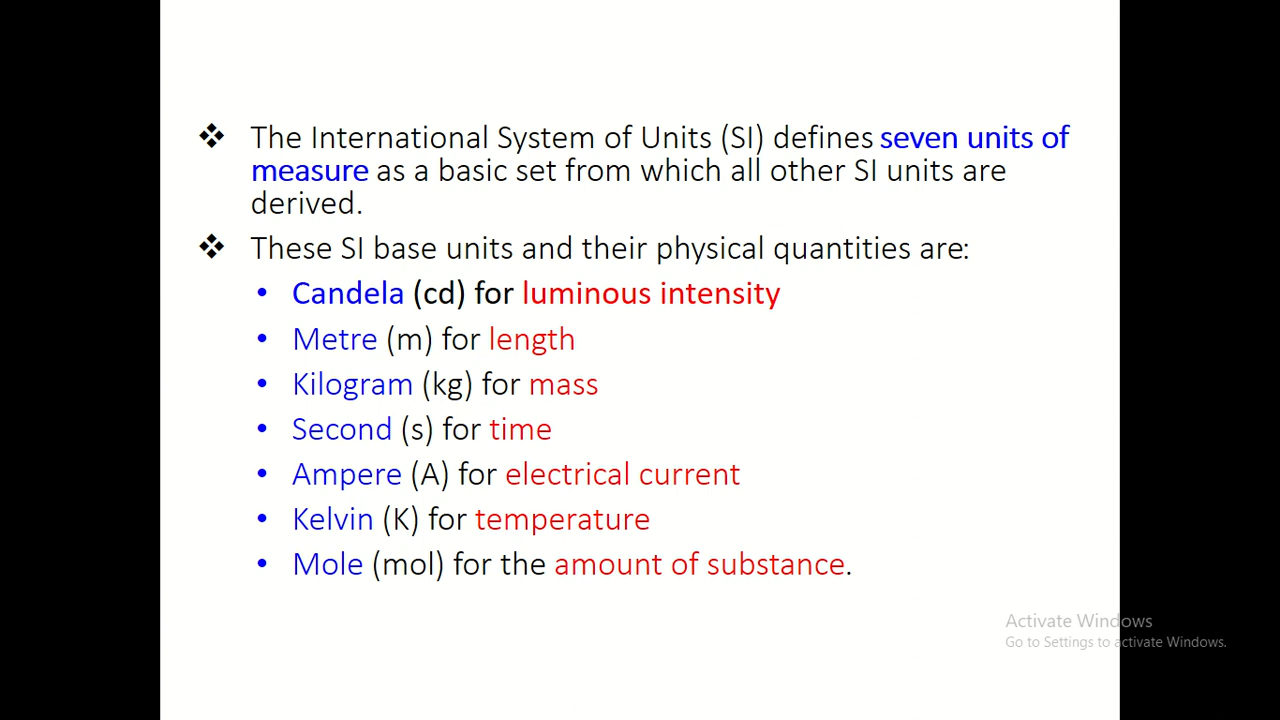 ❖ The International System of Units (SI) defines seven units of
measure as a basic set from which all other SI units are
derived.
❖ These SI base units and their physical quantities are:
• Candela (cd) for luminous intensity
• Metre (m) for length
• Kilogram (kg) for mass
• Second (s) for time
• Ampere (A) for electrical current
• Kelvin (K) for temperature
• Mole (mol) for the amount of substance.
Activate Windows
Go to Settings to activate Windows.